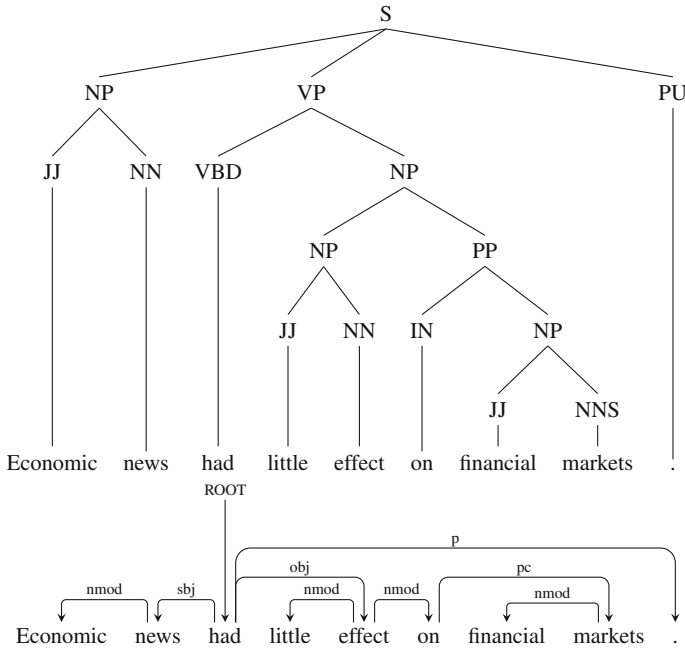 S
NP VP PU
JJ NN VBD NP
NP PP
JJ NN IN NP
JJ NNS
Economic news had little effect on financial markets .
ROOT
p
obj pc
nmod sbj nmod nmod nmod
Economic news had little effect on financial markets .